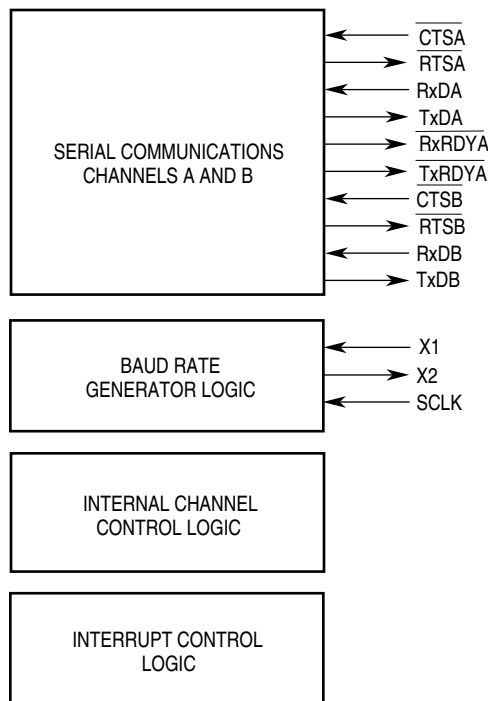 CTSA
RTSA
RxDA
TxDA
RxRDYA
TxRDYA
CTSB
RTSB
RxDB
TxDB
SERIAL COMMUNICATIONS
CHANNELS A AND B
X1
X2
SCLK
BAUD RATE
GENERATOR LOGIC
INTERNAL CHANNEL
CONTROL LOGIC
INTERRUPT CONTROL
LOGIC